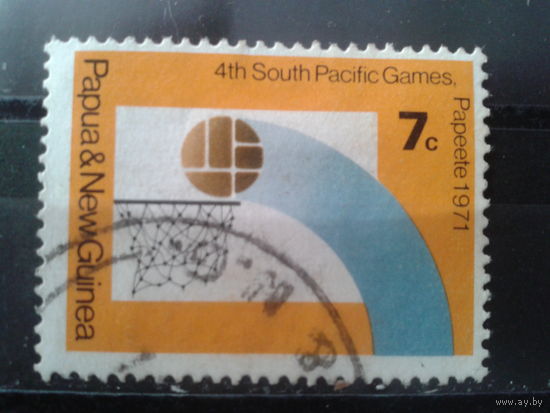 4th South Pacific Games,
Papeete 1971
7c
Papua & New Guinea
www.ay.by